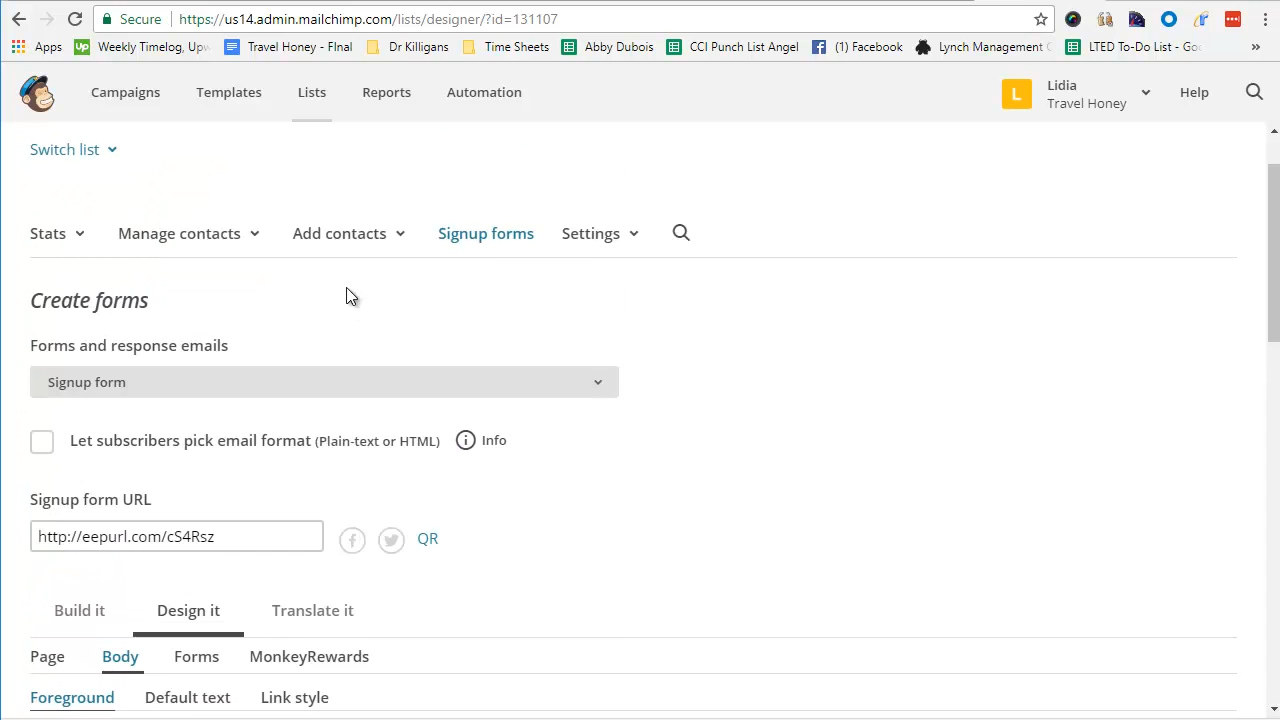 Secure https://us14.admin.mailchimp.com/lists/designer/?id=131107
Apps Up Weekly Timelog, Upw Travel Honey - FInal Dr Killigan Time Sheets Abby Dubois CCI Punch List Angel f (1) Facebook Lynch Management C LTED To-Do List - Goo »
Campaigns Templates Lists Reports Automation L Lidia Help
Travel Honey
Switch list
Stats Manage contacts Add contacts Signup forms Settings
Create forms
Forms and response emails
Signup form
Let subscribers pick email format (Plain-text or HTML) i Info
Signup form URL
http://eepurl.com/cS4Rsz f QR
Build it Design it Translate it
Page Body Forms MonkeyRewards
Foreground Default text Link style